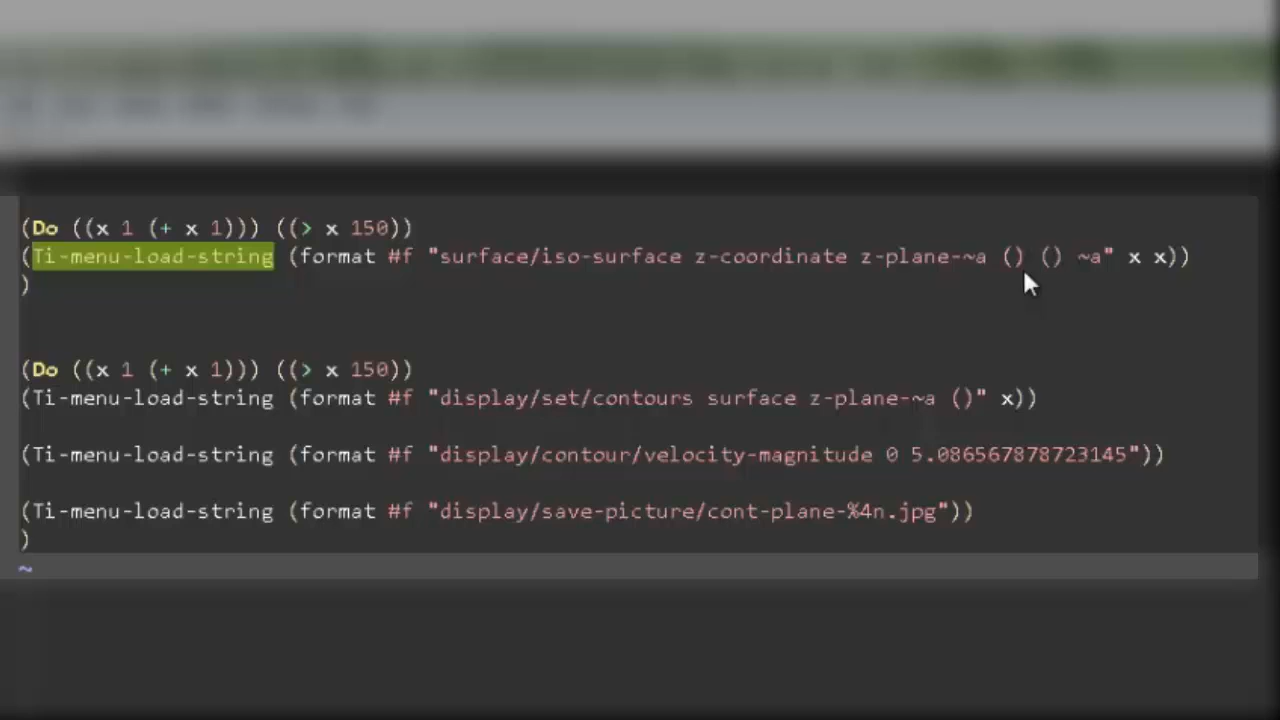 (Do ((x 1 (+ x 1))) ((> x 150))
(Ti-menu-load-string (format #f "surface/iso-surface z-coordinate z-plane-~a () () ~a" x x))
)
(Do ((x 1 (+ x 1))) ((> x 150))
(Ti-menu-load-string (format #f "display/set/contours surface z-plane-~a ()" x))
(Ti-menu-load-string (format #f "display/contour/velocity-magnitude 0 5.086567878723145"))
(Ti-menu-load-string (format #f "display/save-picture/cont-plane-%4n.jpg"))
)
~